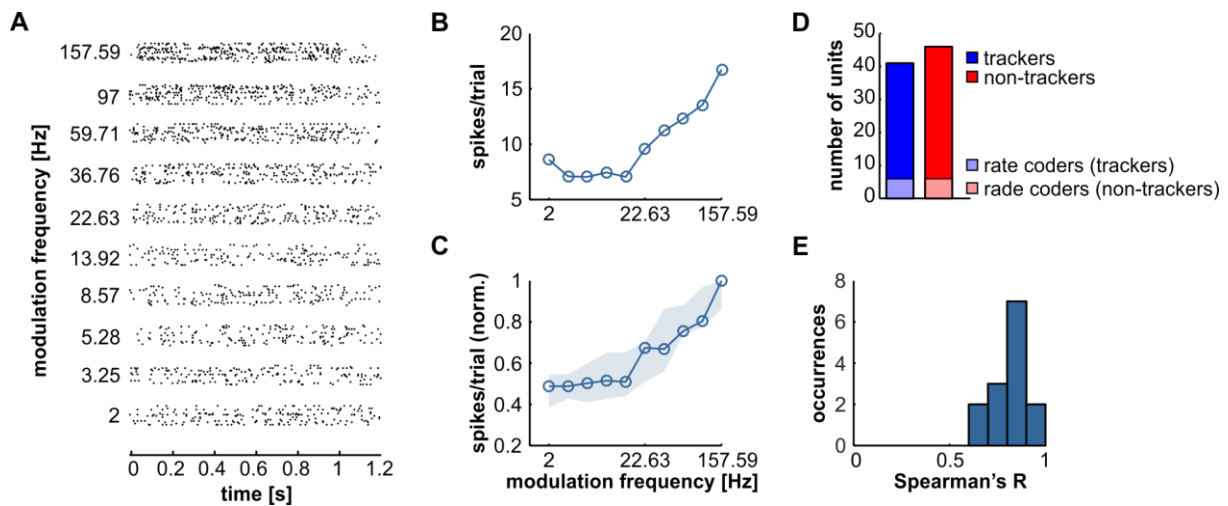 A
modulation frequency [Hz]
157.59
97
59.71
36.76
22.63
13.92
8.57
5.28
3.25
2
0 0.2 0.4 0.6 0.8 1 1.2
time [s]
B
spikes/trial
20
15
10
5
2 22.63 157.59
C
spikes/trial (norm.)
1
0.8
0.6
0.4
0.2
2 22.63 157.59
modulation frequency [Hz]
D
number of units
50
40
30
20
10
0
trackers
non-trackers
rate coders (trackers)
rade coders (non-trackers)
E
occurrences
8
6
4
2
0
0 0.5 1
Spearman's R